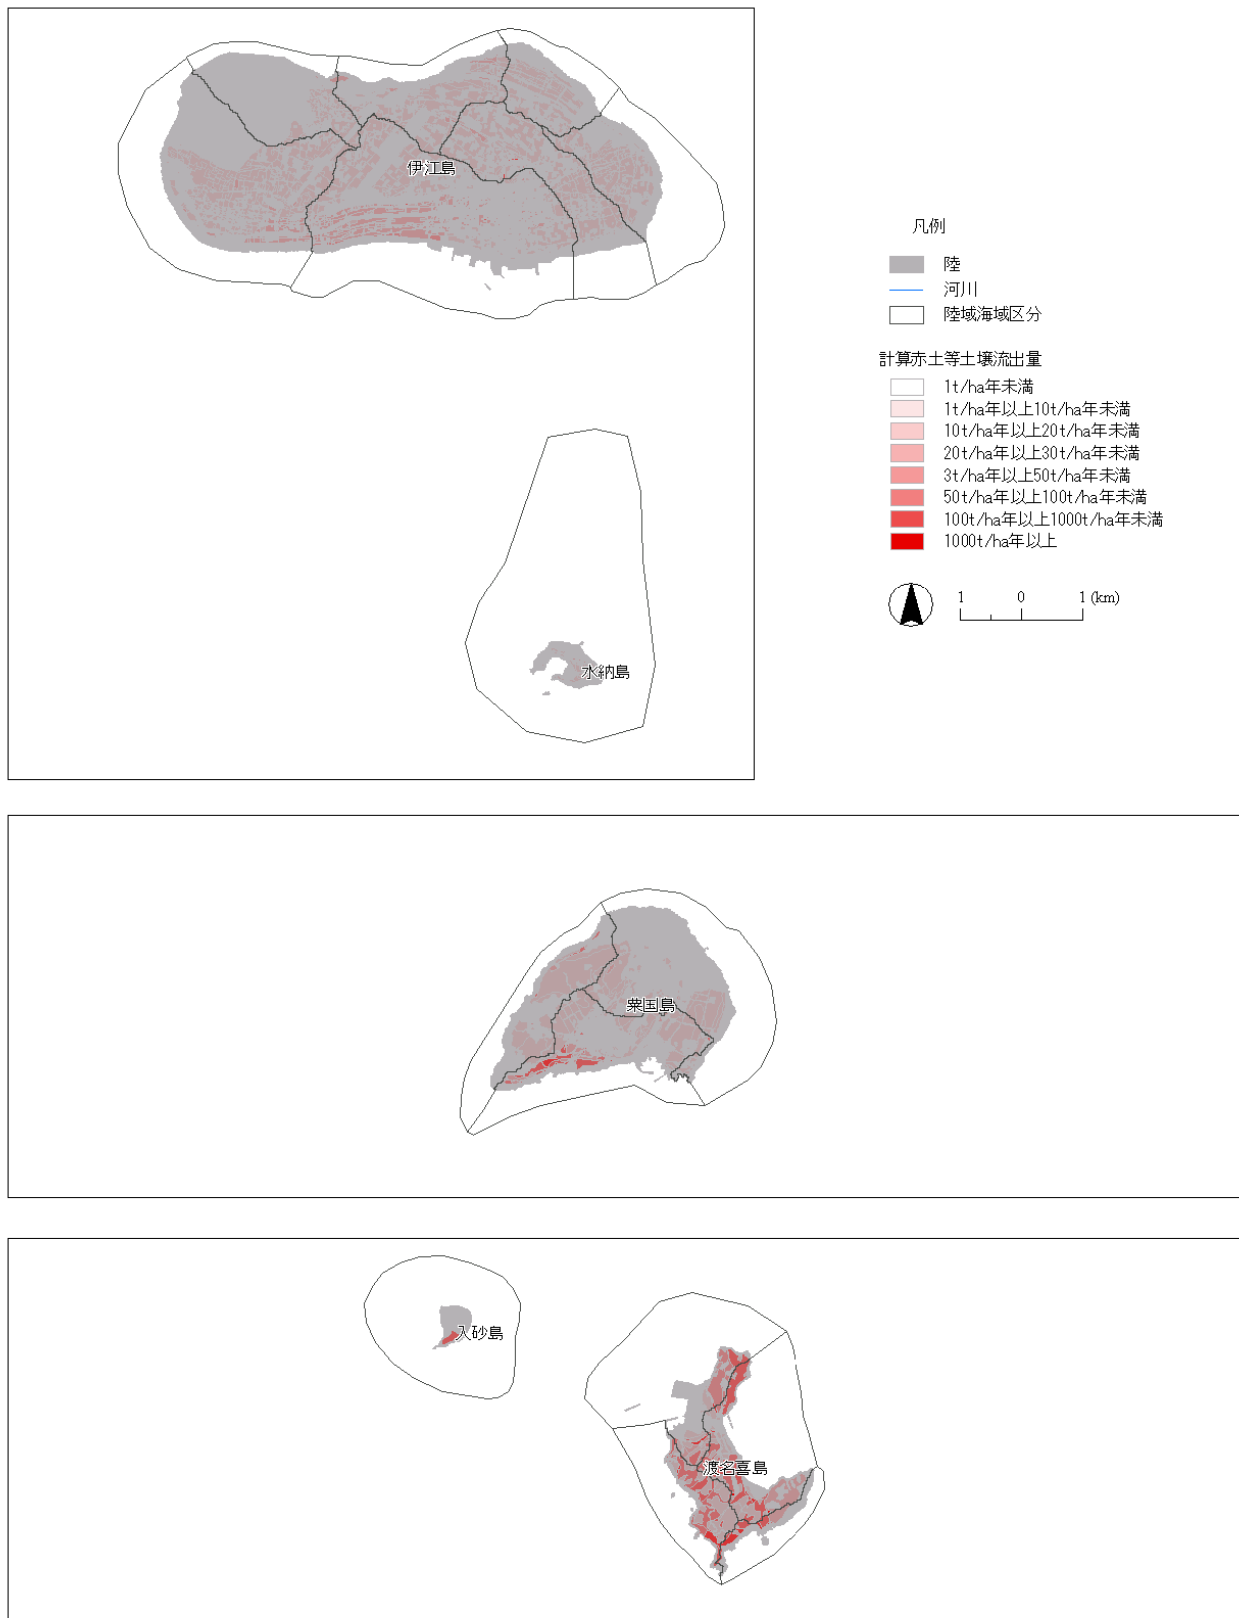 伊江島
凡例
陸
河川
陸域海域区分
計算赤土等土壌流出量
1t/ha年未満
1t/ha年以上10t/ha年未満
10t/ha年以上20t/ha年未満
20t/ha年以上30t/ha年未満
3t/ha年以上50t/ha年未満
50t/ha年以上100t/ha年未満
100t/ha年以上1000t/ha年未満
1000t/ha年以上
1 0 1 (km)
水納島
粟国島
入砂島
渡名喜島